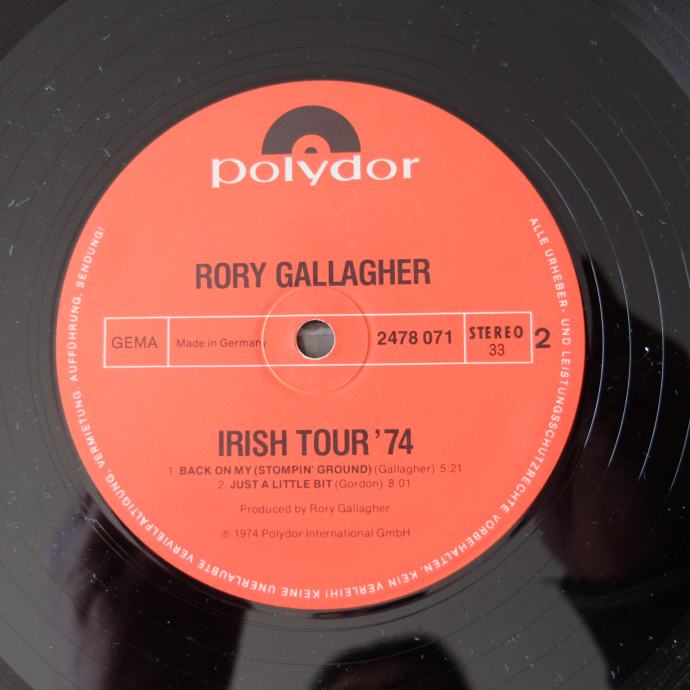 polydor
RORY GALLAGHER
GEMA
Made in Germany
2478 071
STEREO
33
2
IRISH TOUR '74
1. BACK ON MY (STOMPIN' GROUND) (Gallagher) 5:21
2. JUST A LITTLE BIT (Gordon) 8:01
Produced by Rory Gallagher
℗ 1974 Polydor International GmbH
ALLE URHEBER- UND LEISTUNGSSCHUTZRECHTE VORBEHALTEN. KEIN VERLEIH! KEINE UNERLAUBTE VERVIELFÄLTIGUNG, VERMIETUNG, AUFFÜHRUNG, SENDUNG!